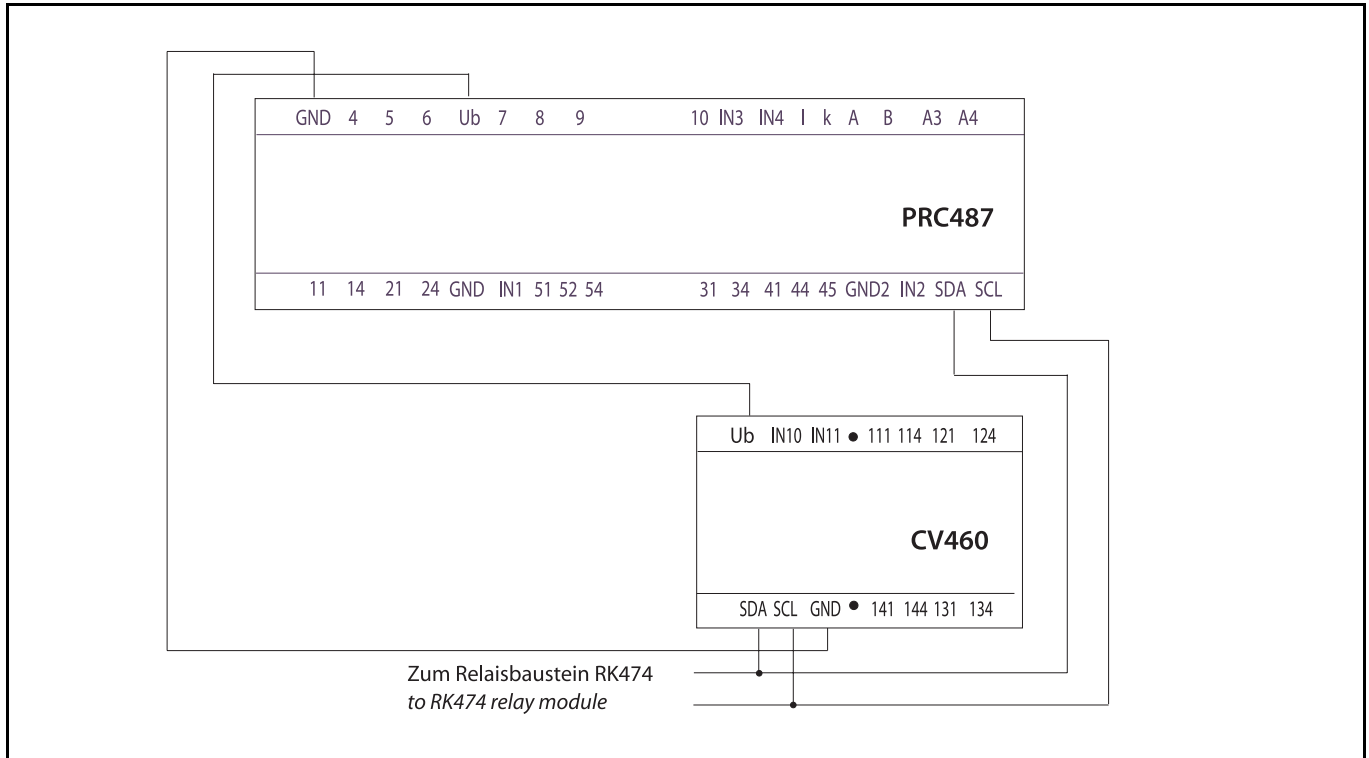 GND 4 5 6 Ub 7 8 9 10 IN3 IN4 l k A B A3 A4
PRC487
11 14 21 24 GND IN1 51 52 54 31 34 41 44 45 GND2 IN2 SDA SCL
Ub IN10 IN11 ● 111 114 121 124
CV460
SDA SCL GND ● 141 144 131 134
Zum Relaisbaustein RK474
to RK474 relay module